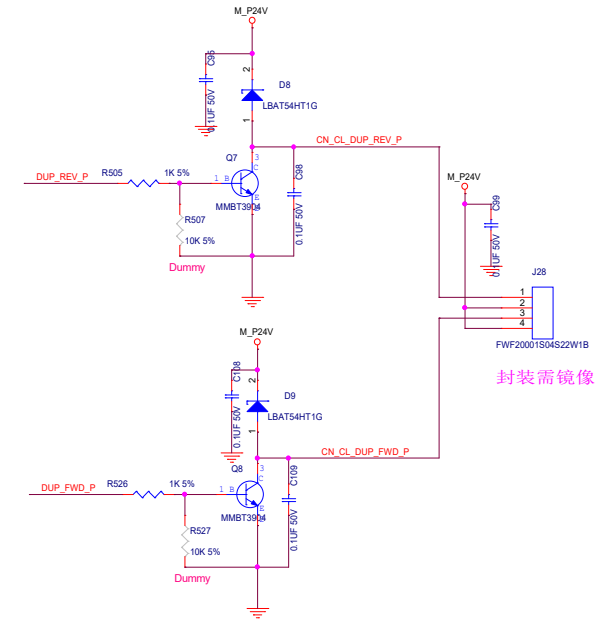 M_P24V
C95
0.1UF 50V
2
D8
LBAT54HT1G
1
CN_CL_DUP_REV_P
Q7
3
C
DUP_REV_P
R505
1K 5%
1
B
E
MMBT3904
C98
0.1UF 50V
R507
10K 5%
Dummy
M_P24V
C99
0.1UF 50V
J28
1
2
3
4
FWF20001S04S22W1B
封装需镜像
M_P24V
C108
0.1UF 50V
2
D9
LBAT54HT1G
1
CN_CL_DUP_FWD_P
Q8
3
C
DUP_FWD_P
R526
1K 5%
1
B
E
MMBT3904
C109
0.1UF 50V
R527
10K 5%
Dummy